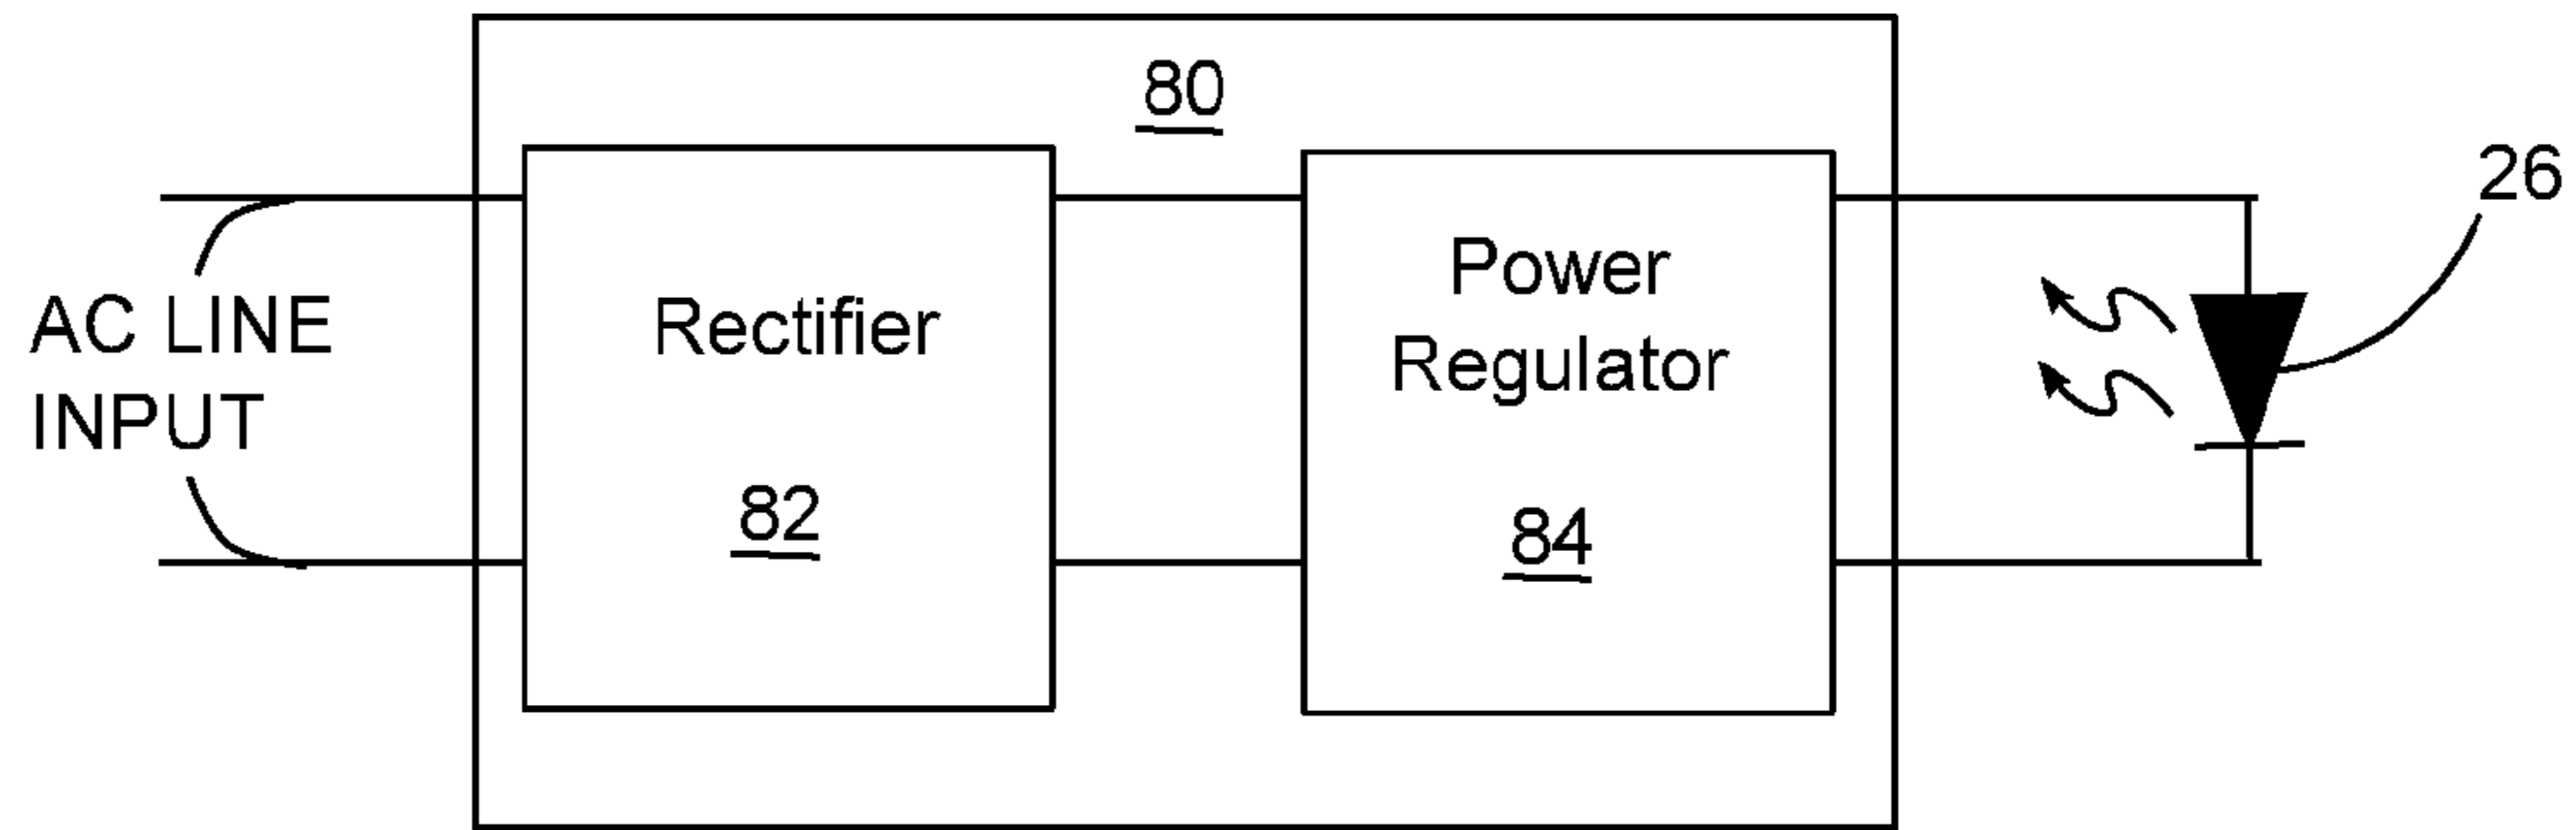 80
26
AC LINE
INPUT
Rectifier
82
Power
Regulator
84